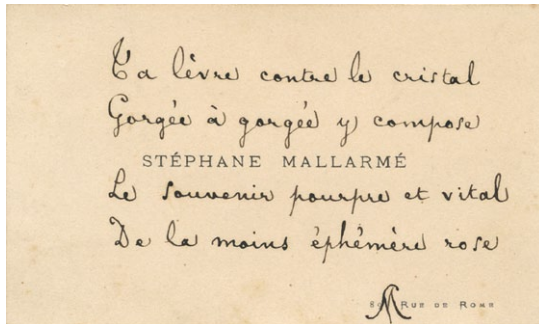 Ta lèvre contre le cristal
Gorgée à gorgée y compose
STÉPHANE MALLARMÉ
Le souvenir pourpre et vital
De la moins éphémère rose
RUE DE ROME